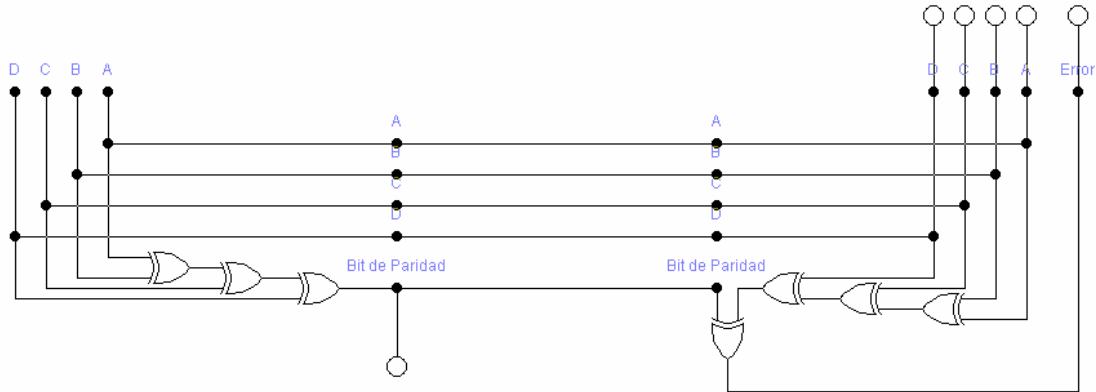 D C B A
D C B A Error
A A
B B
C C
D D
Bit de Paridad Bit de Paridad